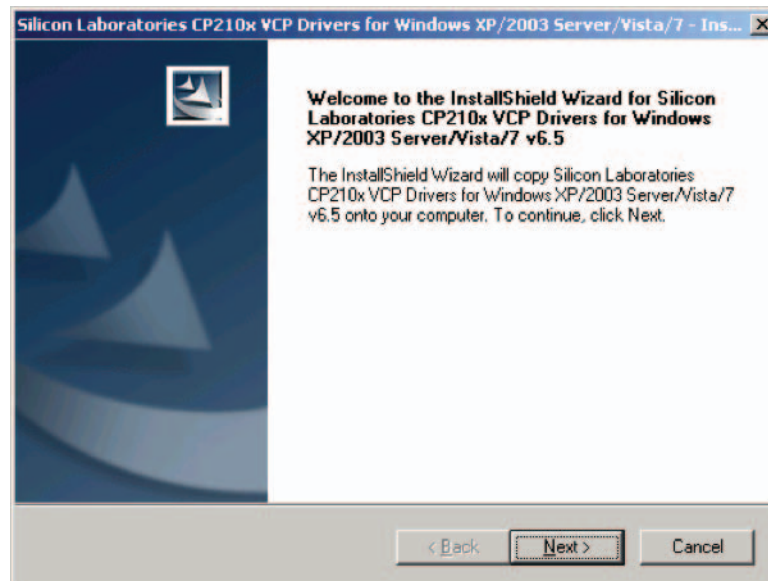 Silicon Laboratories CP210x VCP Drivers for Windows XP/2003 Server/Vista/7 - Ins...
Welcome to the InstallShield Wizard for Silicon
Laboratories CP210x VCP Drivers for Windows
XP/2003 Server/Vista/7 v6.5
The InstallShield Wizard will copy Silicon Laboratories
CP210x VCP Drivers for Windows XP/2003 Server/Vista/7
v6.5 onto your computer. To continue, click Next.
< Back
Next >
Cancel